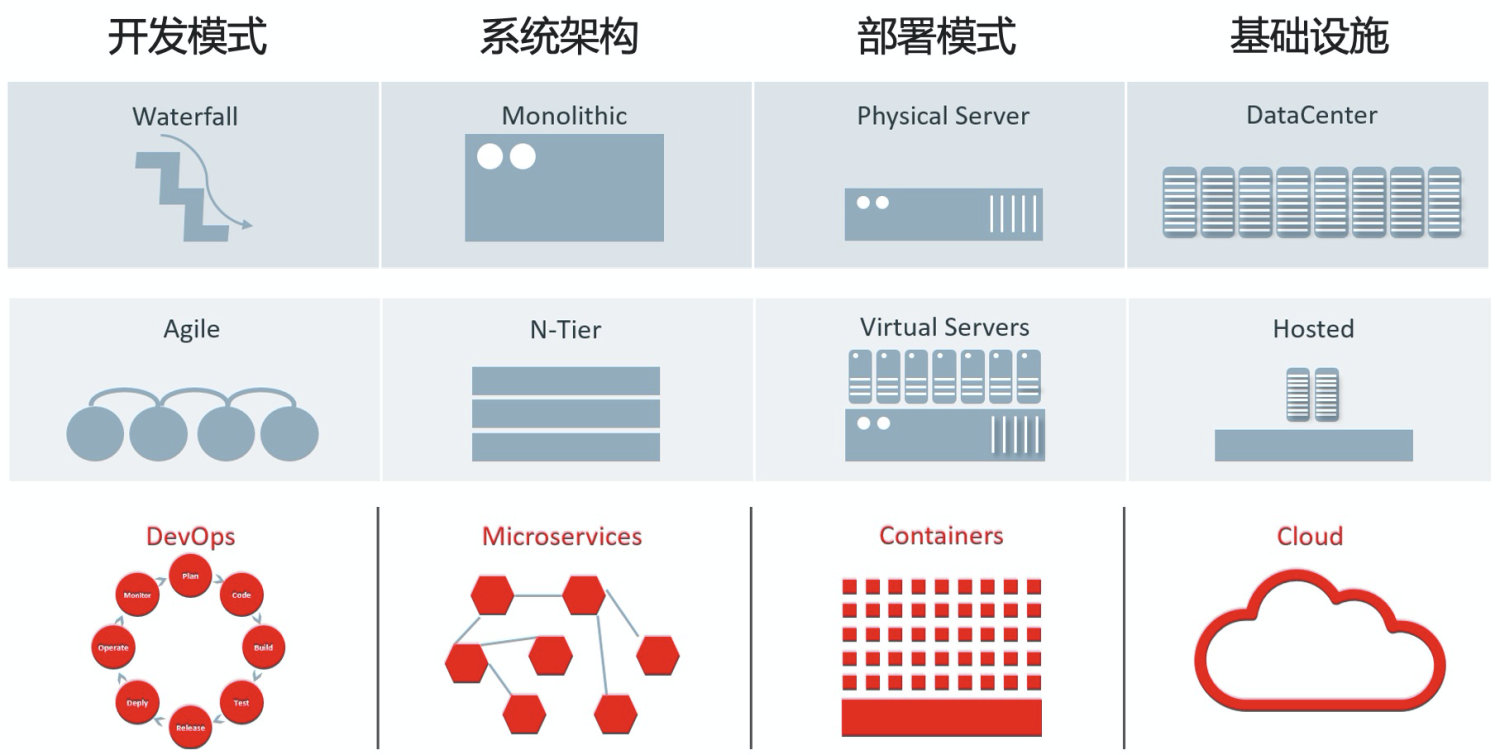 开发模式
系统架构
部署模式
基础设施
Waterfall
Monolithic
Physical Server
DataCenter
Agile
N-Tier
Virtual Servers
Hosted
DevOps
Microservices
Containers
Cloud
Plan
Code
Build
Test
Release
Deply
Operate
Monitor